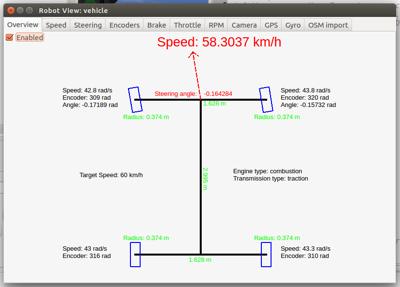 Robot View: vehicle
Overview Speed Steering Encoders Brake Throttle RPM Camera GPS Gyro OSM import
Enabled
Speed: 58.3037 km/h
Speed: 42.8 rad/s
Encoder: 309 rad
Angle: -0.17189 rad
Steering angle: -0.164284
1.628 m
Speed: 43.8 rad/s
Encoder: 320 rad
Angle: -0.15732 rad
Radius: 0.374 m
Radius: 0.374 m
Target Speed: 60 km/h
2.995 m
Engine type: combustion
Transmission type: traction
Radius: 0.374 m
Radius: 0.374 m
Speed: 43 rad/s
Encoder: 316 rad
1.628 m
Speed: 43.3 rad/s
Encoder: 310 rad